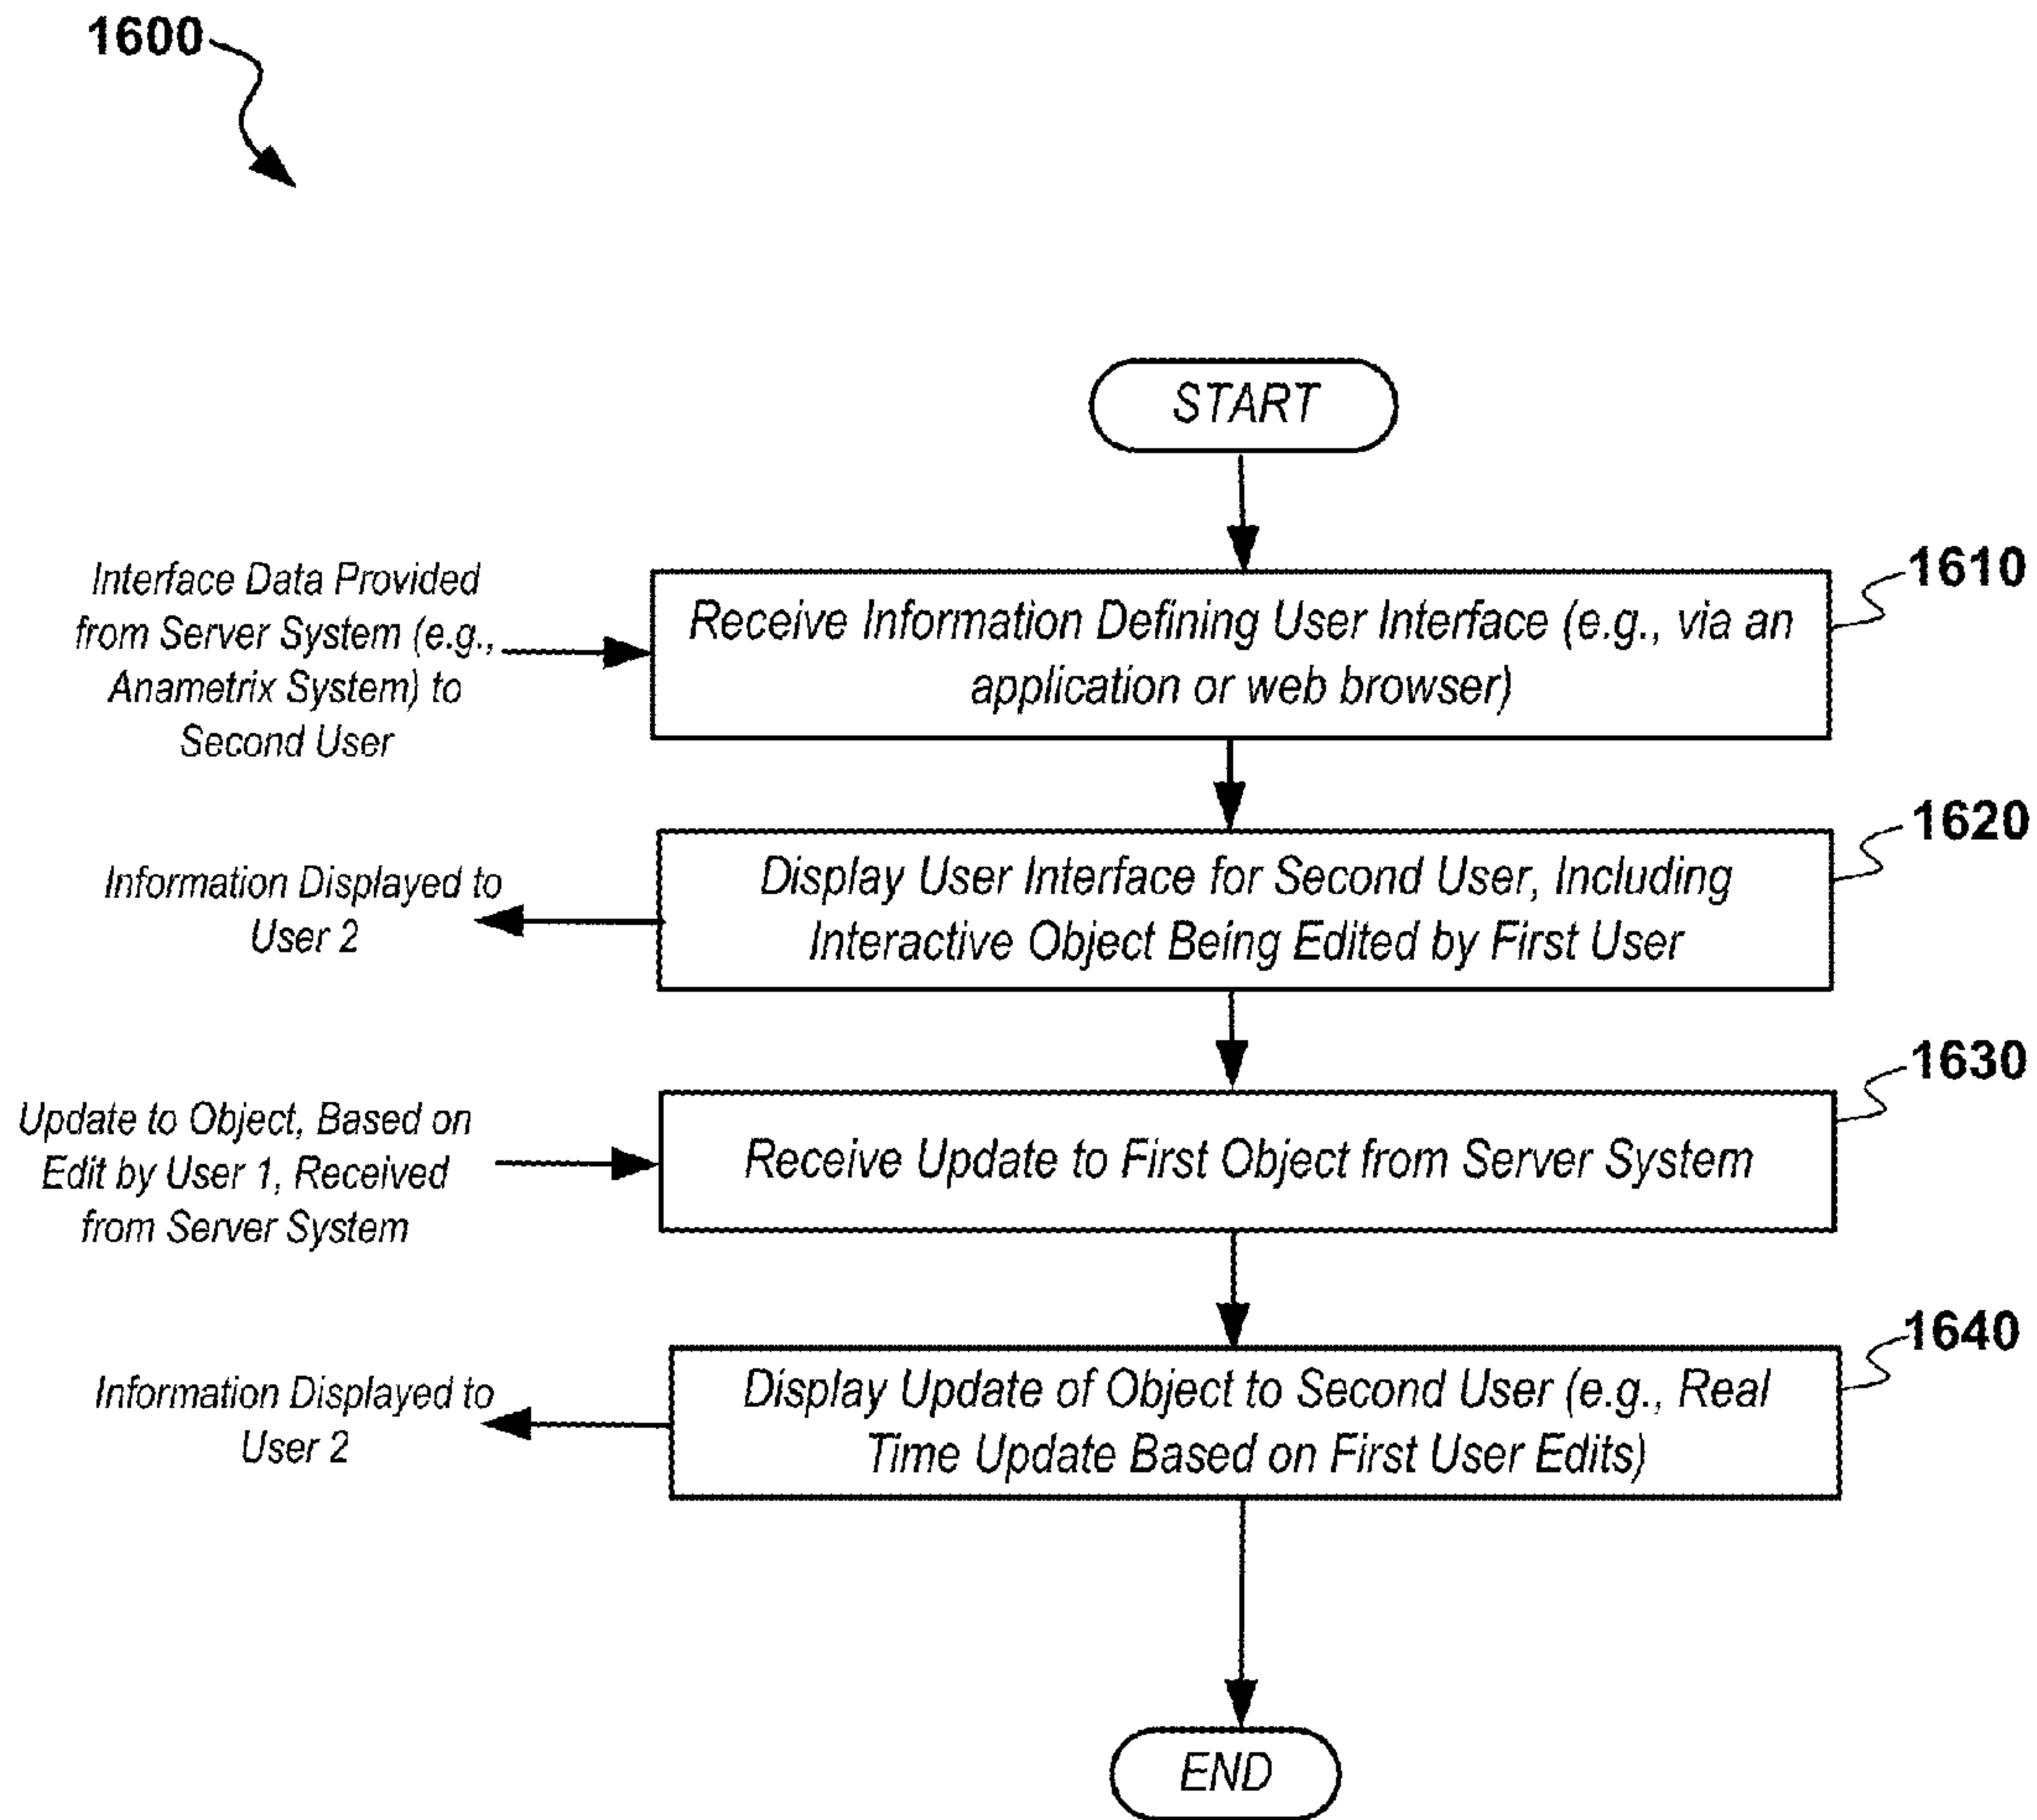 1600
START
Interface Data Provided
from Server System (e.g.,
Anametrix System) to
Second User
Receive Information Defining User Interface (e.g., via an
application or web browser)
1610
Information Displayed to
User 2
Display User Interface for Second User, Including
Interactive Object Being Edited by First User
1620
Update to Object, Based on
Edit by User 1, Received
from Server System
Receive Update to First Object from Server System
1630
Information Displayed to
User 2
Display Update of Object to Second User (e.g., Real
Time Update Based on First User Edits)
1640
END